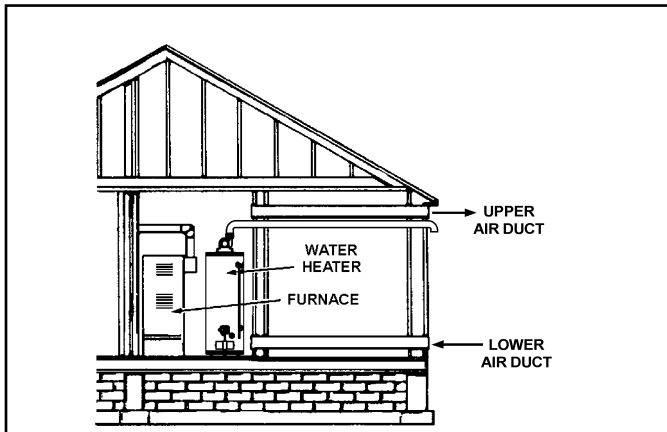 UPPER
AIR DUCT
WATER
HEATER
FURNACE
LOWER
AIR DUCT